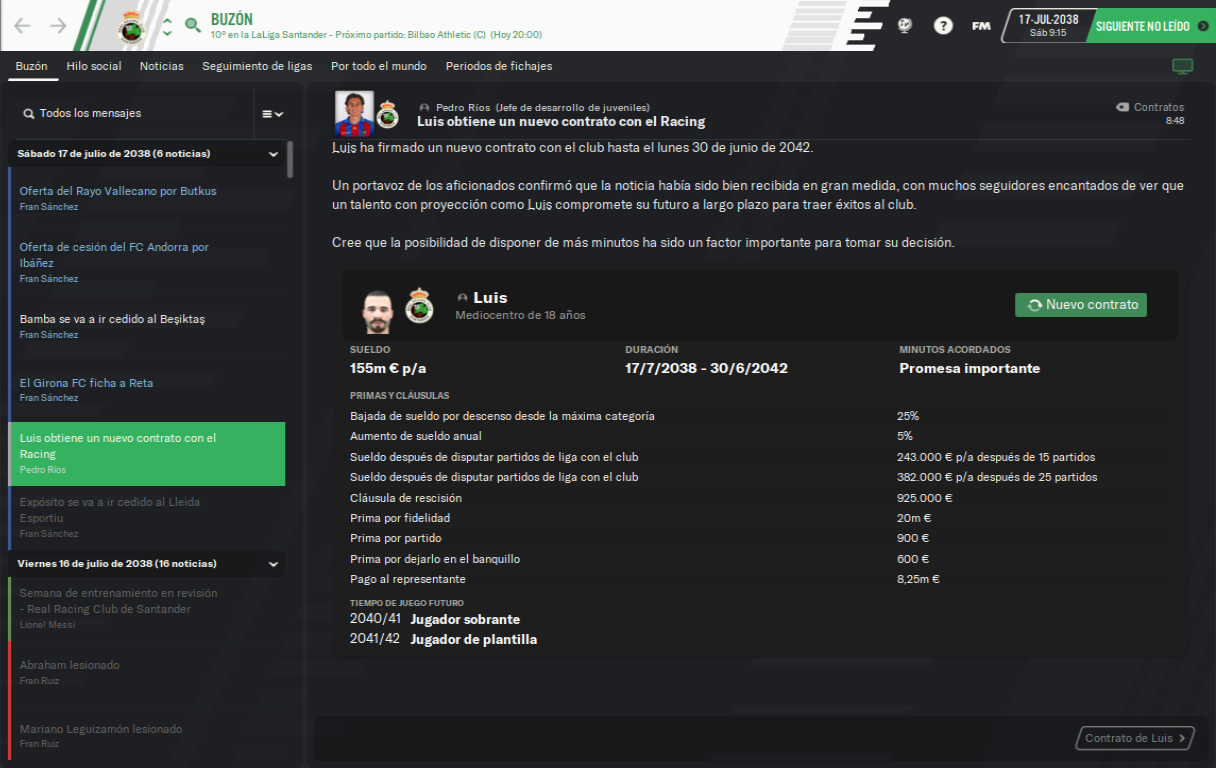 BUZÓN
10º en la LaLiga Santander - Próximo partido: Bilbao Athletic (C) (Hoy 20:00)
?
FM
17-JUL-2038
Sáb 9:15
SIGUIENTE NO LEÍDO
Buzón Hilo social Noticias Seguimiento de ligas Por todo el mundo Periodos de fichajes
Todos los mensajes
Sábado 17 de julio de 2038 (6 noticias)
Oferta del Rayo Vallecano por Butkus
Fran Sánchez
Oferta de cesión del FC Andorra por
Ibáñez
Fran Sánchez
Bamba se va a ir cedido al Beşiktaş
Fran Sánchez
El Girona FC ficha a Reta
Fran Sánchez
Luis obtiene un nuevo contrato con el
Racing
Pedro Ríos
Expósito se va a ir cedido al Lleida
Esportiu
Fran Sánchez
Viernes 16 de julio de 2038 (16 noticias)
Semana de entrenamiento en revisión
- Real Racing Club de Santander
Lionel Messi
Abraham lesionado
Fran Ruiz
Mariano Leguizamón lesionado
Fran Ruiz
Pedro Ríos (Jefe de desarrollo de juveniles)
Luis obtiene un nuevo contrato con el Racing
Contratos
8:48
Luis ha firmado un nuevo contrato con el club hasta el lunes 30 de junio de 2042.
Un portavoz de los aficionados confirmó que la noticia había sido bien recibida en gran medida, con muchos seguidores encantados de ver que
un talento con proyección como Luis compromete su futuro a largo plazo para traer éxitos al club.
Cree que la posibilidad de disponer de más minutos ha sido un factor importante para tomar su decisión.
Luis
Mediocentro de 18 años
Nuevo contrato
SUELDO DURACIÓN MINUTOS ACORDADOS
155m € p/a 17/7/2038 - 30/6/2042 Promesa importante
PRIMAS Y CLÁUSULAS
Bajada de sueldo por descenso desde la máxima categoría 25%
Aumento de sueldo anual 5%
Sueldo después de disputar partidos de liga con el club 243.000 € p/a después de 15 partidos
Sueldo después de disputar partidos de liga con el club 382.000 € p/a después de 25 partidos
Cláusula de rescisión 925.000 €
Prima por fidelidad 20m €
Prima por partido 900 €
Prima por dejarlo en el banquillo 600 €
Pago al representante 8,25m €
TIEMPO DE JUEGO FUTURO
2040/41 Jugador sobrante
2041/42 Jugador de plantilla
Contrato de Luis